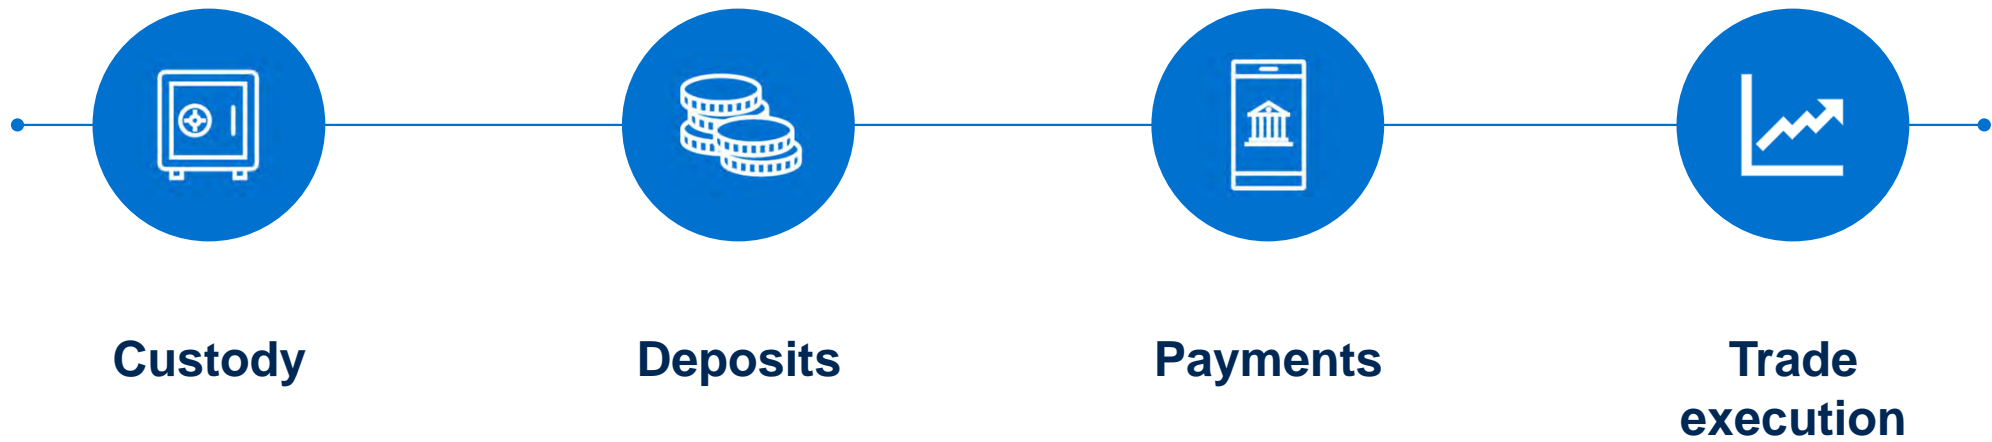 Custody
Deposits
Payments
Trade
execution